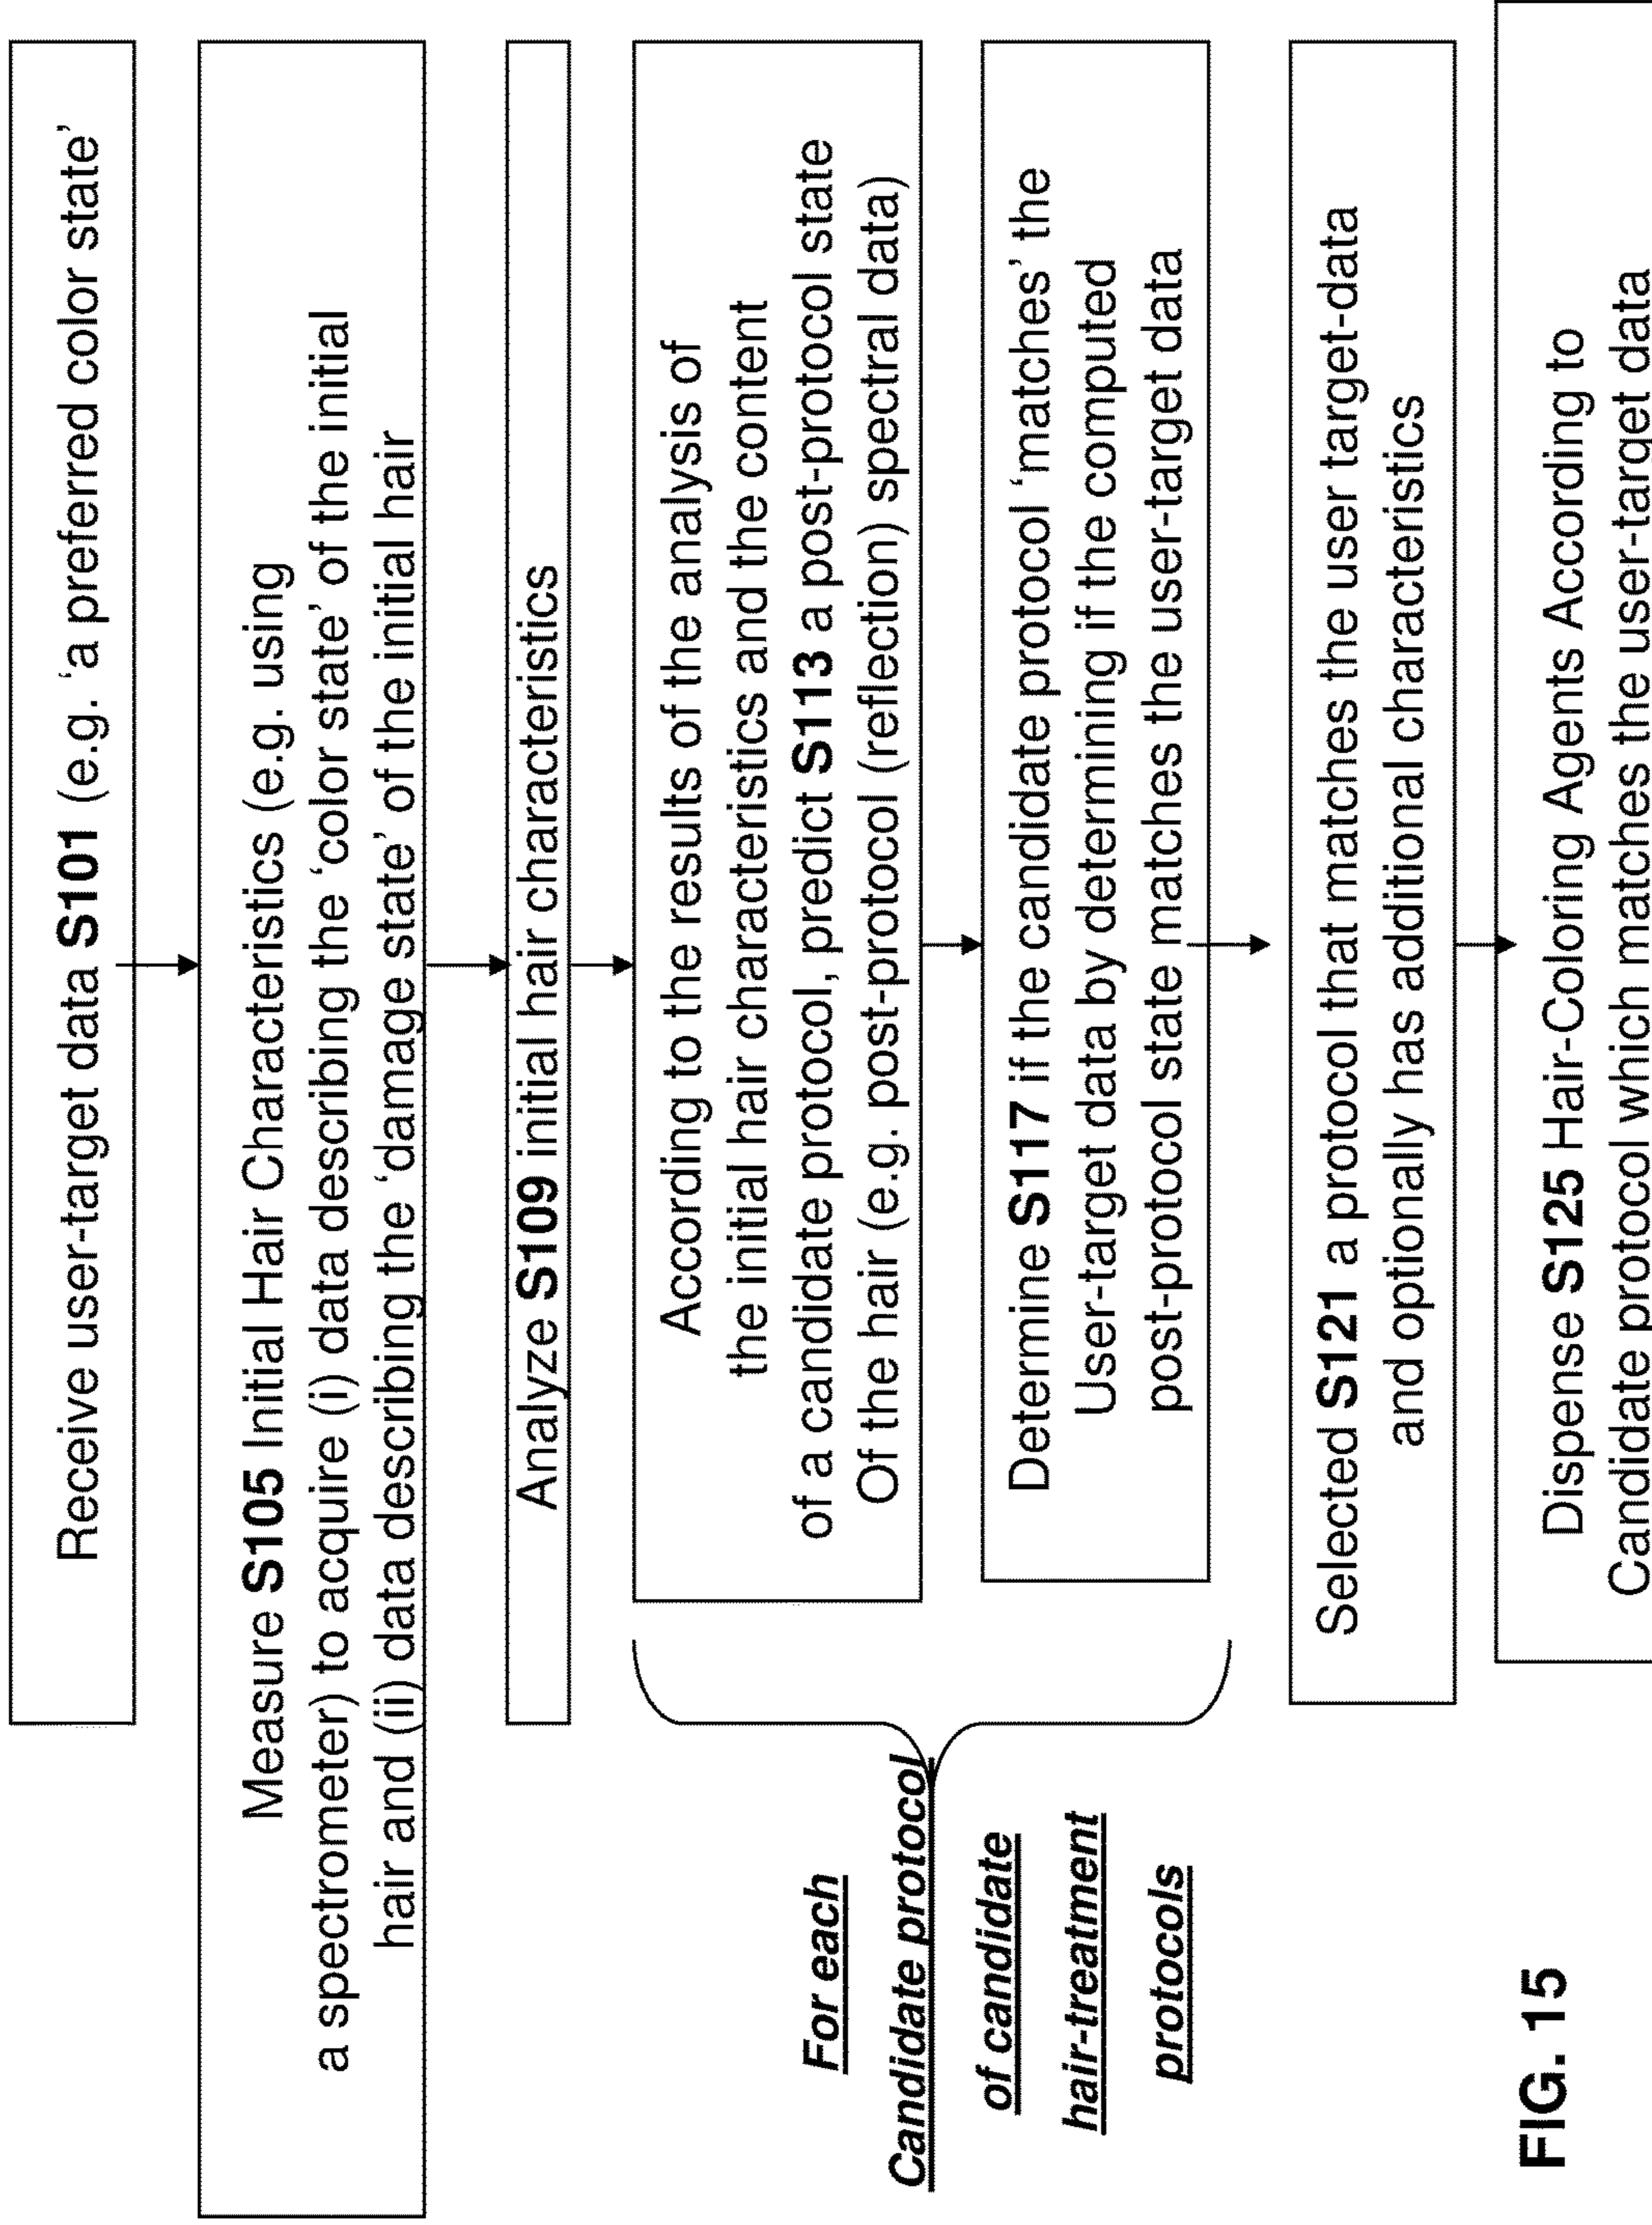 Receive user-target data S101 (e.g. ‘a preferred color state’
Measure S105 Initial Hair Characteristics (e.g. using
a spectrometer) to acquire (i) data describing the ‘color state’ of the initial
hair and (ii) data describing the ‘damage state’ of the initial hair
Analyze S109 initial hair characteristics
For each
Candidate protocol
of candidate
hair-treatment
protocols
According to the results of the analysis of
the initial hair characteristics and the content
of a candidate protocol, predict S113 a post-protocol state
Of the hair (e.g. post-protocol (reflection) spectral data)
Determine S117 if the candidate protocol ‘matches’ the
User-target data by determining if the computed
post-protocol state matches the user-target data
Selected S121 a protocol that matches the user target-data
and optionally has additional characteristics
Dispense S125 Hair-Coloring Agents According to
Candidate protocol which matches the user-target data
FIG. 15